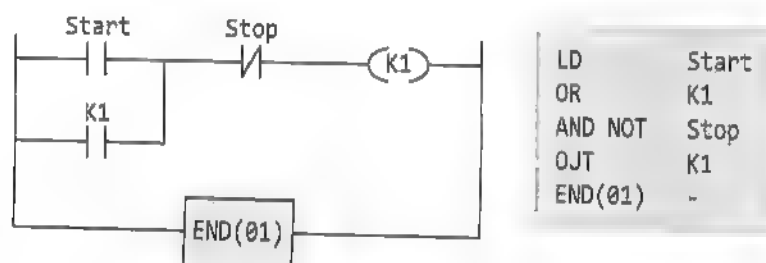 Start
Stop
K1
K1
END(01)
LD Start
OR K1
AND NOT Stop
OJT K1
END(01) -